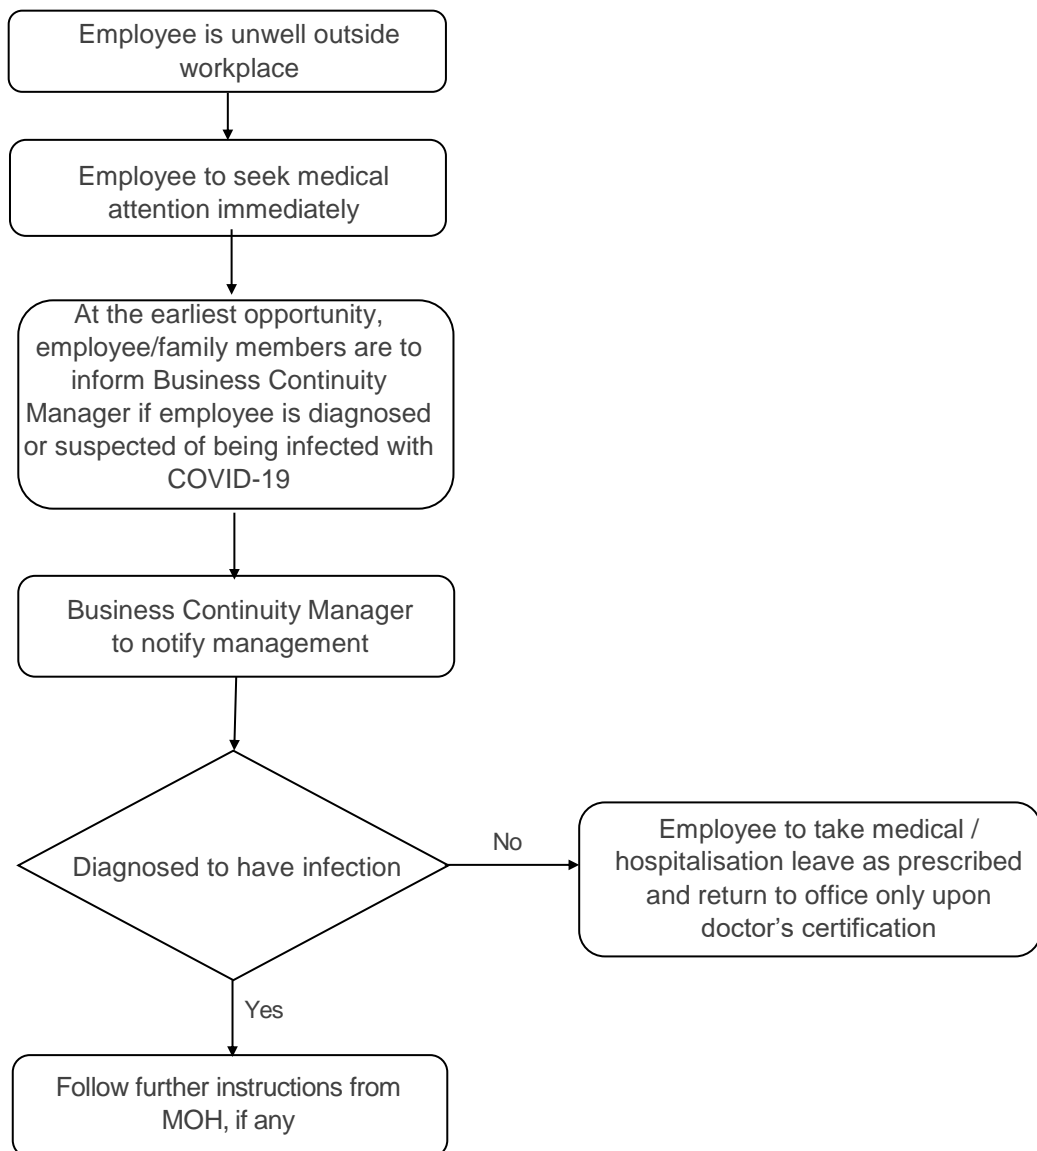 Employee is unwell outside
workplace
Employee to seek medical
attention immediately
At the earliest opportunity,
employee/family members are to
inform Business Continuity
Manager if employee is diagnosed
or suspected of being infected with
COVID-19
Business Continuity Manager
to notify management
Diagnosed to have infection
No
Employee to take medical /
hospitalisation leave as prescribed
and return to office only upon
doctor’s certification
Yes
Follow further instructions from
MOH, if any